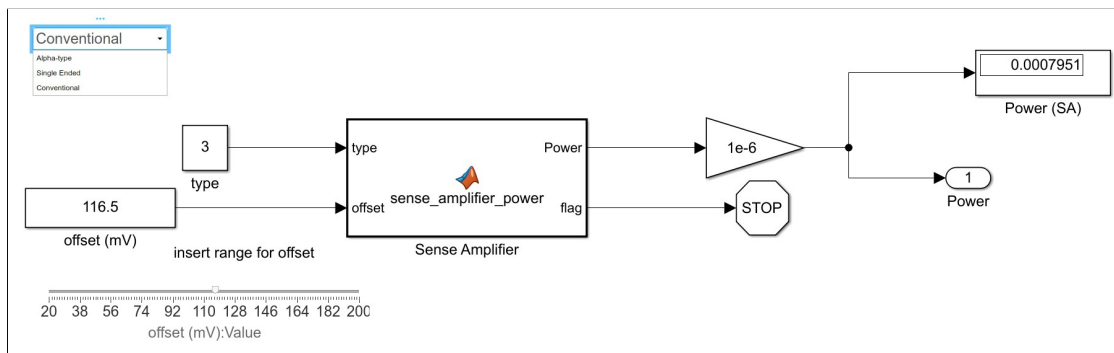 ...
Conventional
Alpha-type
Single Ended
Conventional
3
type
116.5
offset (mV)
insert range for offset
type
offset
sense_amplifier_power
Power
flag
Sense Amplifier
1e-6
STOP
0.0007951
Power (SA)
1
Power
20 38 56 74 92 110 128 146 164 182 200
offset (mV):Value